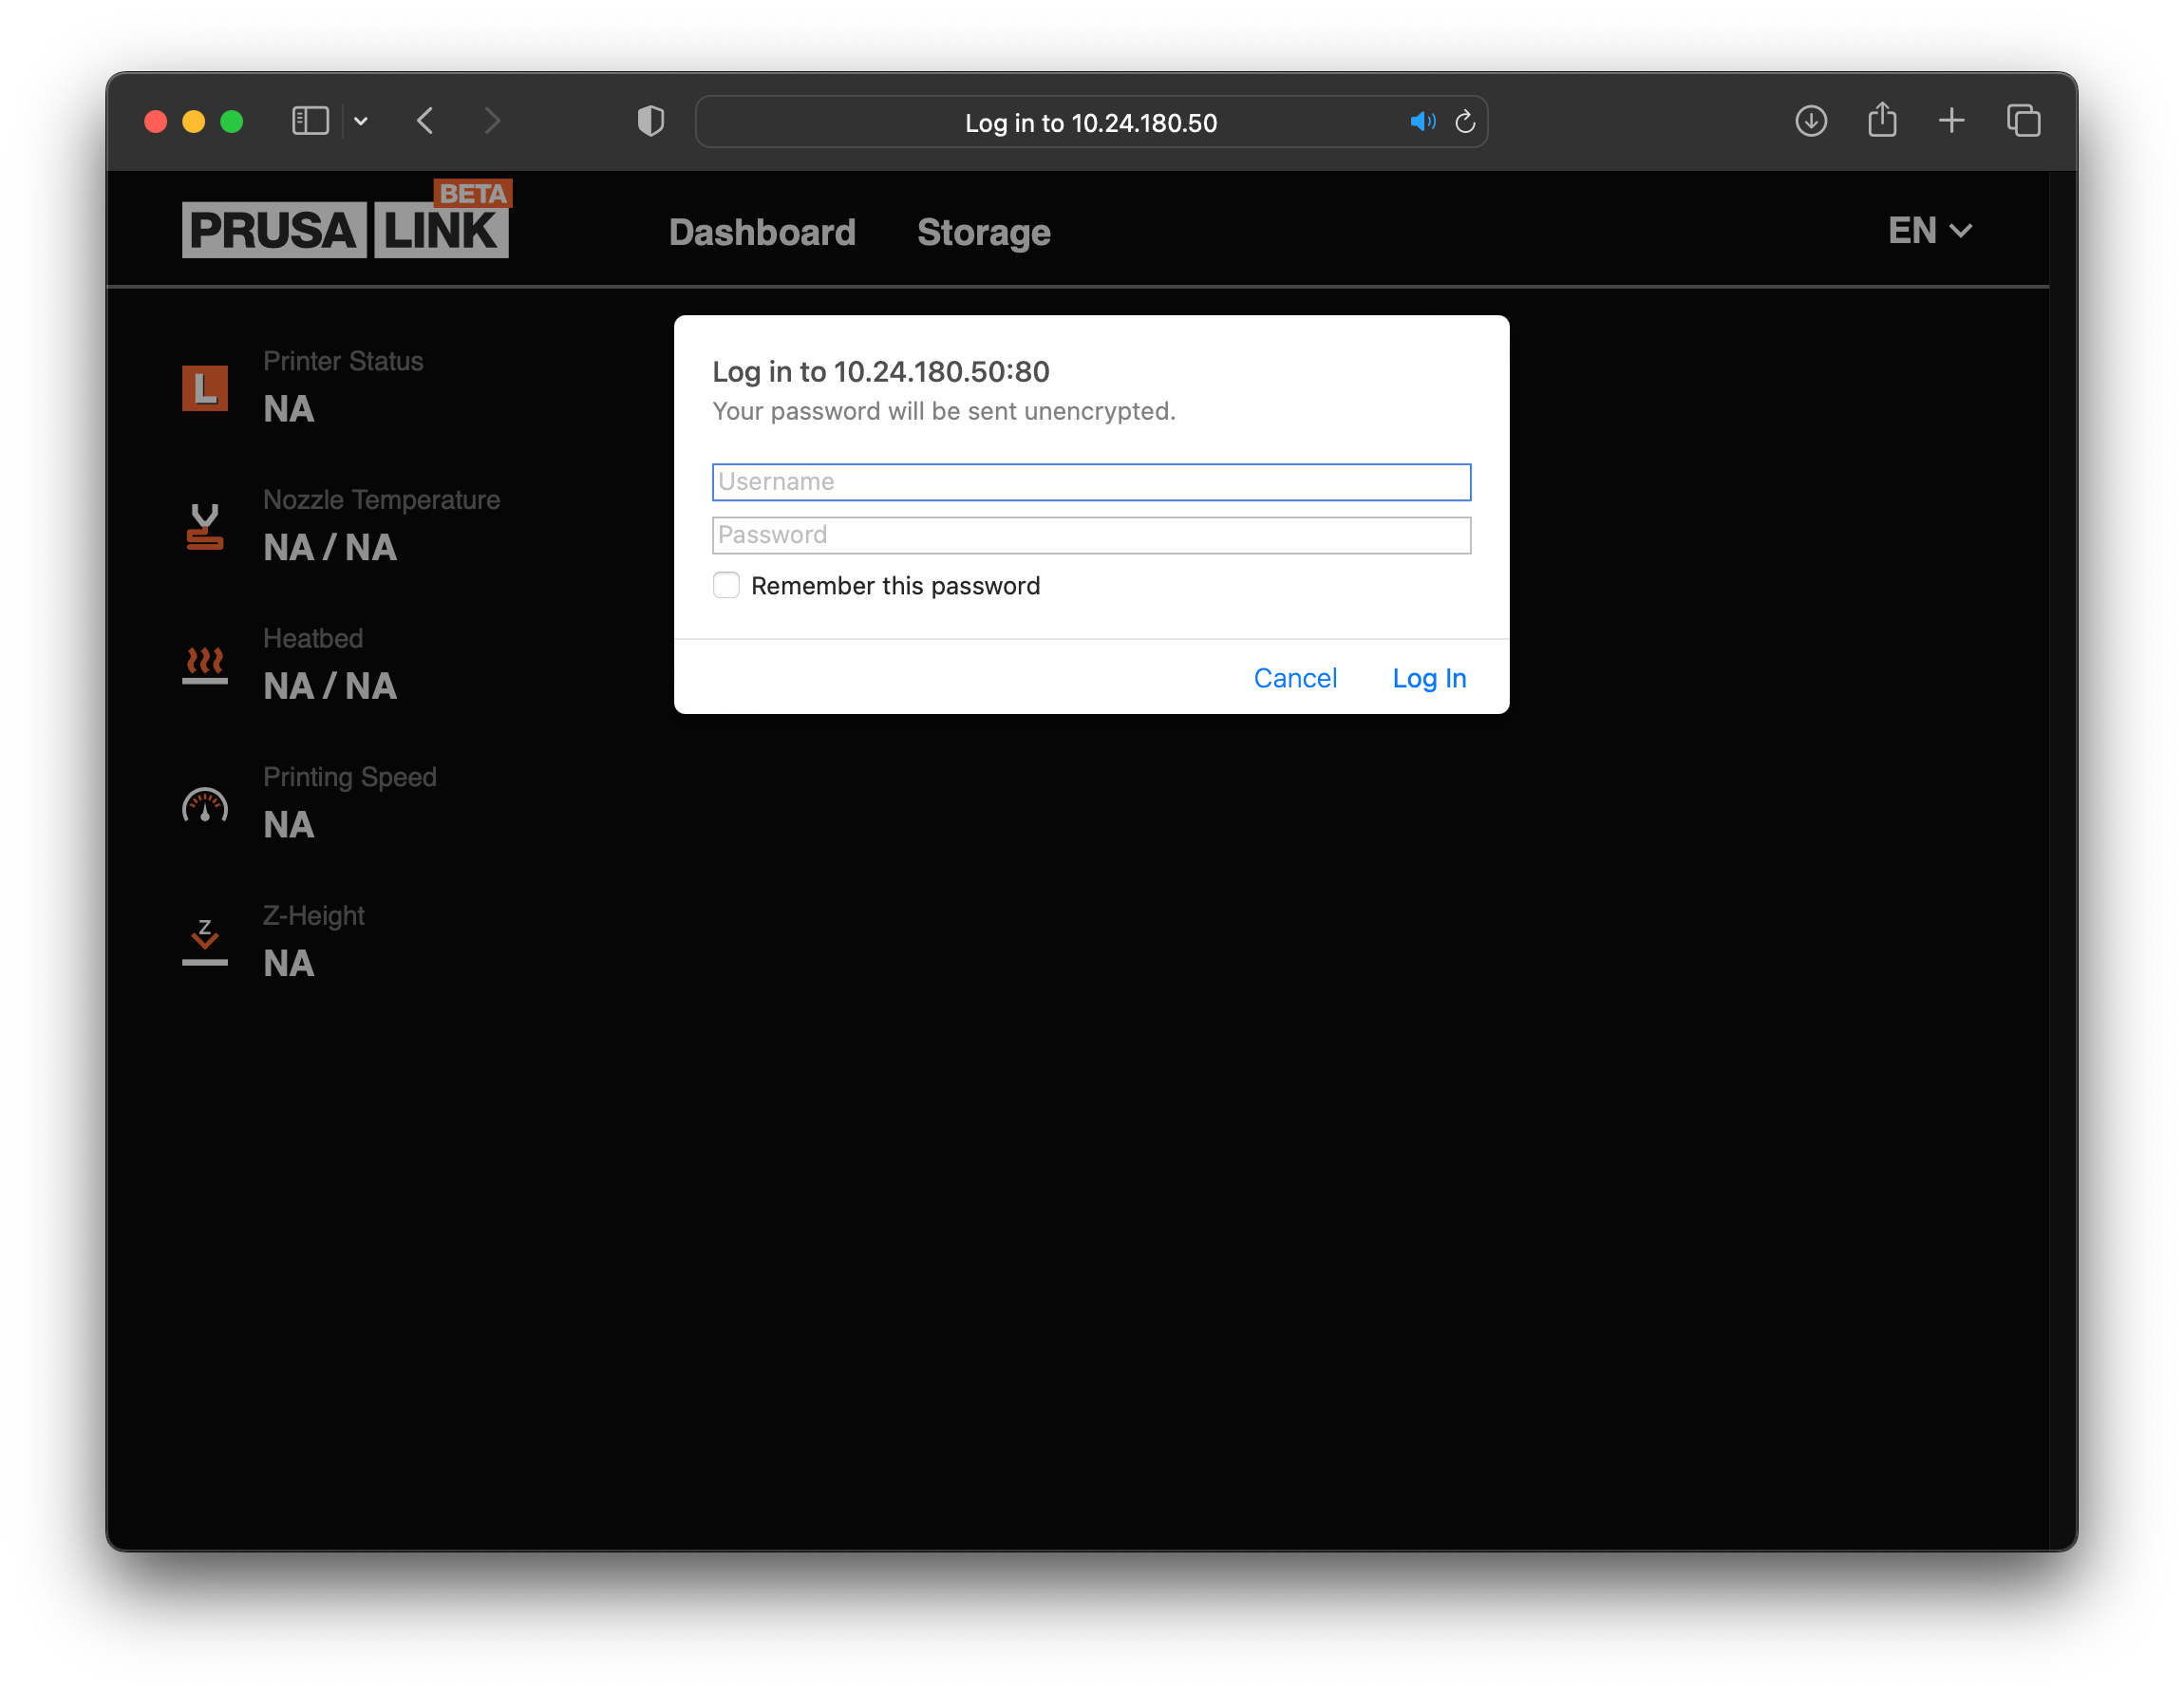 Log in to 10.24.180.50
PRUSA LINK BETA
Dashboard Storage
EN
Log in to 10.24.180.50:80
Your password will be sent unencrypted.
Username
Password
Remember this password
Cancel Log In
L
Printer Status
NA
Nozzle Temperature
NA / NA
Heatbed
NA / NA
Printing Speed
NA
Z
Z-Height
NA